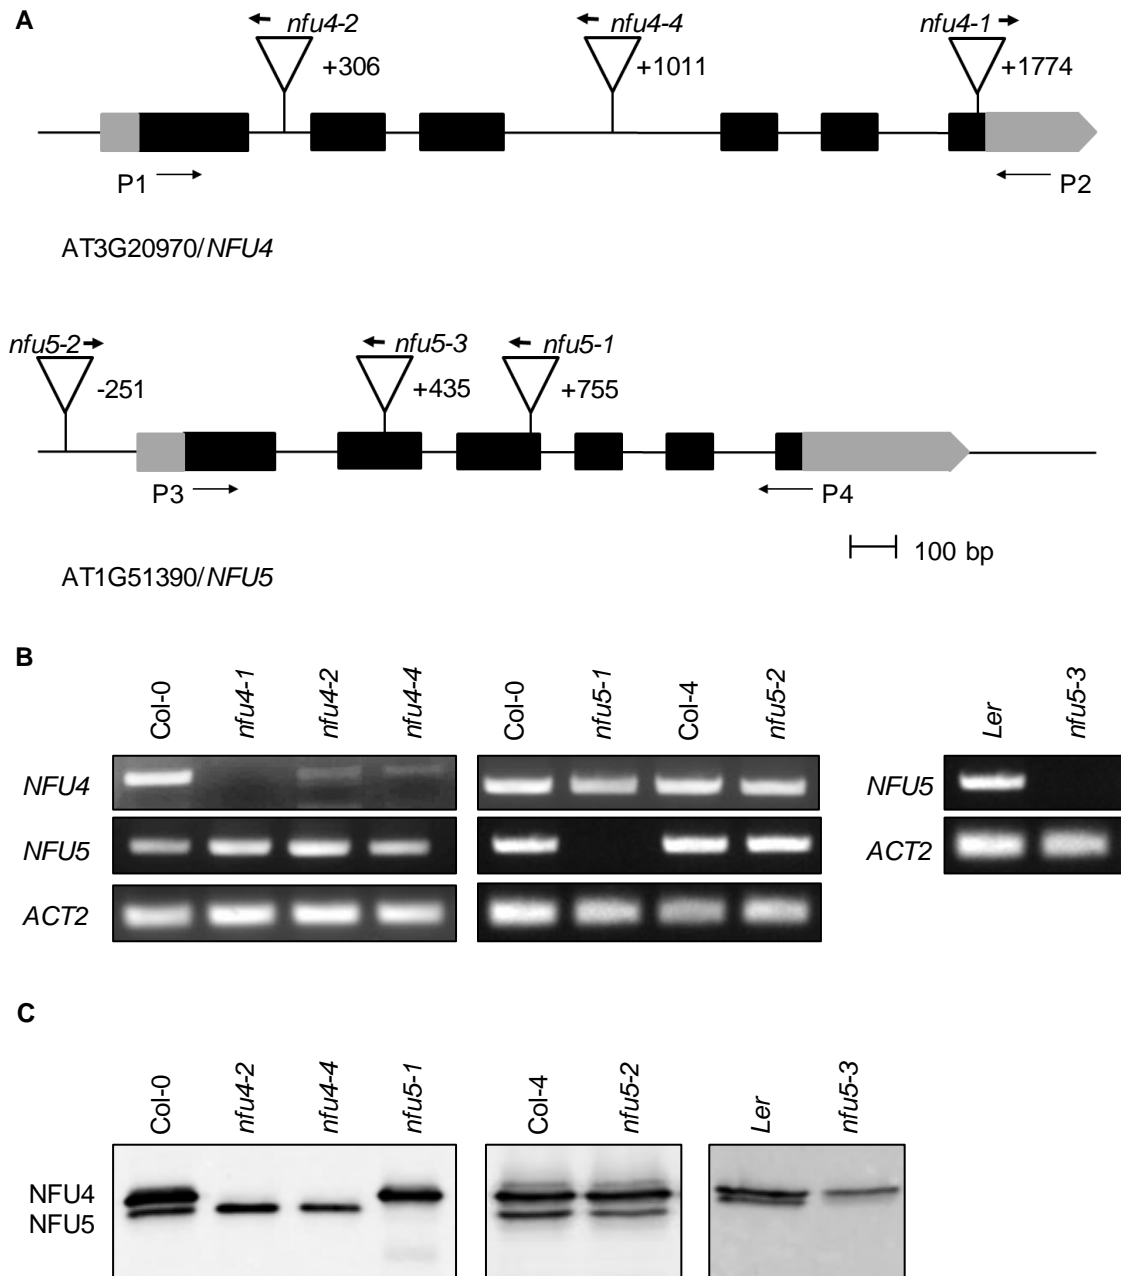 A
nfu4-2
nfu4-4
nfu4-1
+306
+1011
+1774
P1
P2
AT3G20970/NFU4
nfu5-2
nfu5-3
nfu5-1
-251
+435
+755
P3
P4
100 bp
AT1G51390/NFU5
B
Col-0
nfu4-1
nfu4-2
nfu4-4
Col-0
nfu5-1
Col-4
nfu5-2
Ler
nfu5-3
NFU4
NFU5
NFU5
ACT2
ACT2
C
Col-0
nfu4-2
nfu4-4
nfu5-1
Col-4
nfu5-2
Ler
nfu5-3
NFU4
NFU5